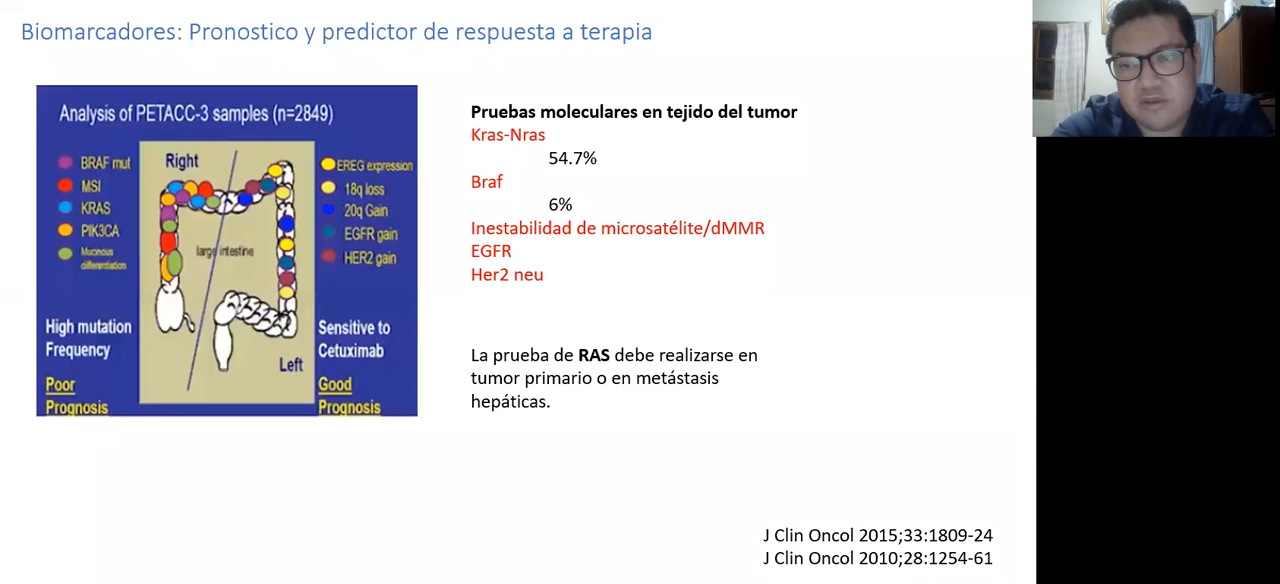 Biomarcadores: Pronostico y predictor de respuesta a terapia
Analysis of PETACC-3 samples (n=2849)
BRAF mut
MSI
KRAS
PIK3CA
Mucinous
differentiation
Right
large intestine
Left
EREG expression
18q loss
20q Gain
EGFR gain
HER2 gain
High mutation
Frequency
Poor
Prognosis
Sensitive to
Cetuximab
Good
Prognosis
Pruebas moleculares en tejido del tumor
Kras-Nras
54.7%
Braf
6%
Inestabilidad de microsatélite/dMMR
EGFR
Her2 neu
La prueba de RAS debe realizarse en
tumor primario o en metástasis
hepáticas.
J Clin Oncol 2015;33:1809-24
J Clin Oncol 2010;28:1254-61